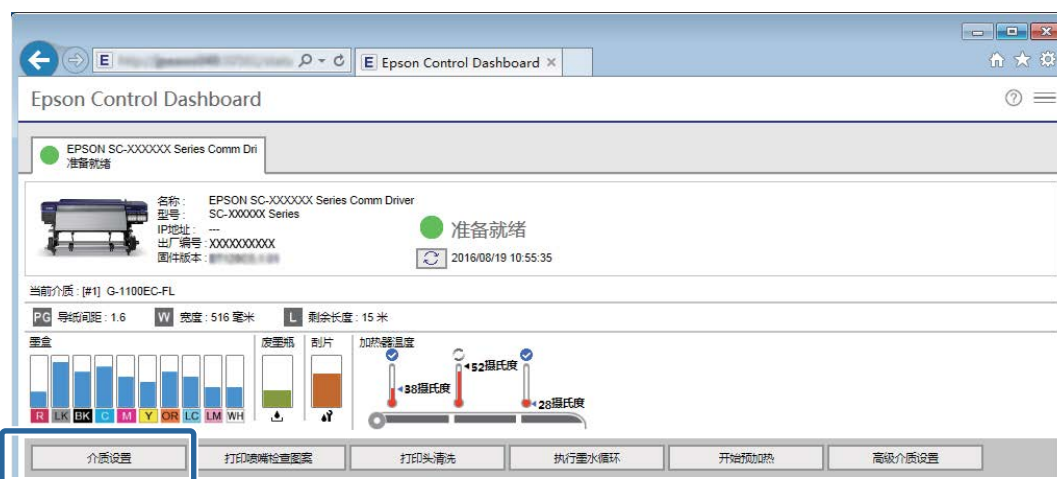 E
E Epson Control Dashboard ×
Epson Control Dashboard
EPSON SC-XXXXXX Series Comm Dri
准备就绪
名称 : EPSON SC-XXXXXX Series Comm Driver
型号 : SC-XXXXXX Series
IP地址 : ---
出厂编号 : XXXXXXXXXX
固件版本 :
准备就绪
2016/08/19 10:55:35
当前介质 : [#1] G-1100EC-FL
PG 导纸间距 : 1.6 W 宽度 : 516 毫米 L 剩余长度 : 15 米
墨盒 废墨瓶 刮片 加热器温度
52摄氏度
38摄氏度
28摄氏度
R LK BK C M Y OR LC LM WH
介质设置 打印喷嘴检查图案 打印头清洗 执行墨水循环 开始预加热 高级介质设置